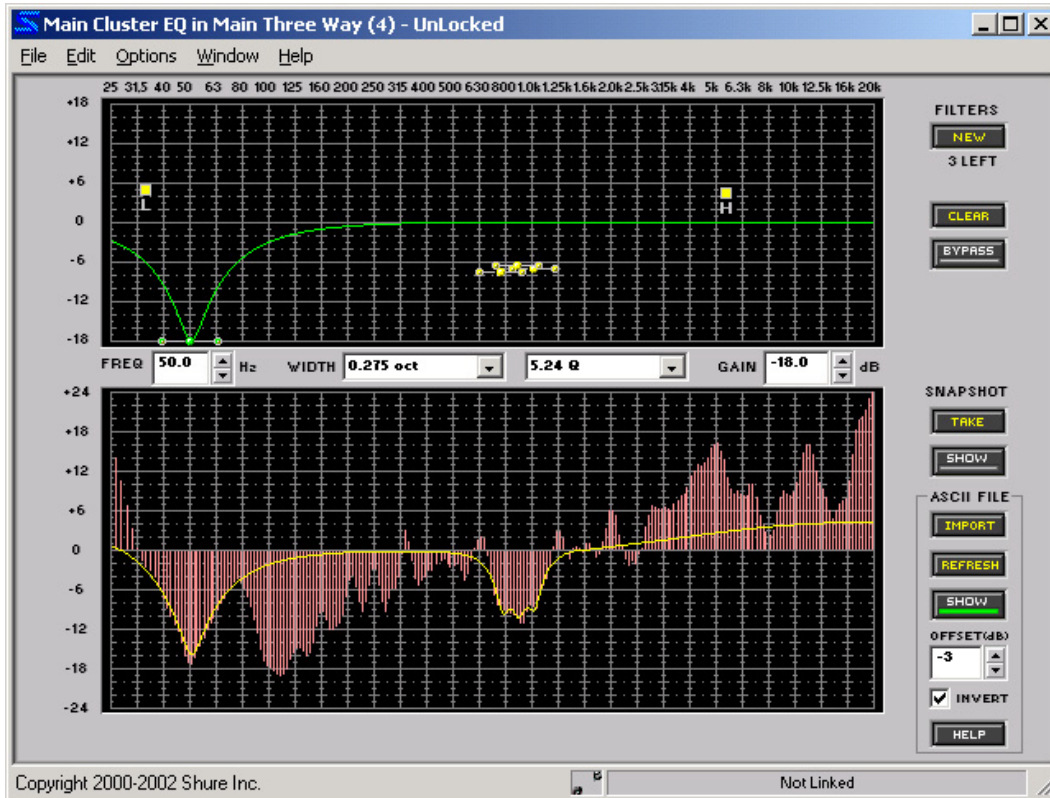 Main Cluster EQ in Main Three Way (4) - UnLocked
File Edit Options Window Help
25 31,5 40 50 63 80 100 125 160 200 250 315 400 500 630 800 1.0k 1.25k 1.6k 2.0k 2.5k 3.15k 4k 5k 6.3k 8k 10k 12.5k 16k 20k
+18
+12
+6
0
-6
-12
-18
L
H
FILTERS
NEW
3 LEFT
CLEAR
BYPASS
FREQ 50.0 Hz WIDTH 0.275 oct 5.24 Q GAIN -18.0 dB
+24
+18
+12
+6
0
-6
-12
-18
-24
SNAPSHOT
TAKE
SHOW
ASCII FILE
IMPORT
REFRESH
SHOW
OFFSET(dB)
-3
INVERT
HELP
Copyright 2000-2002 Shure Inc. Not Linked